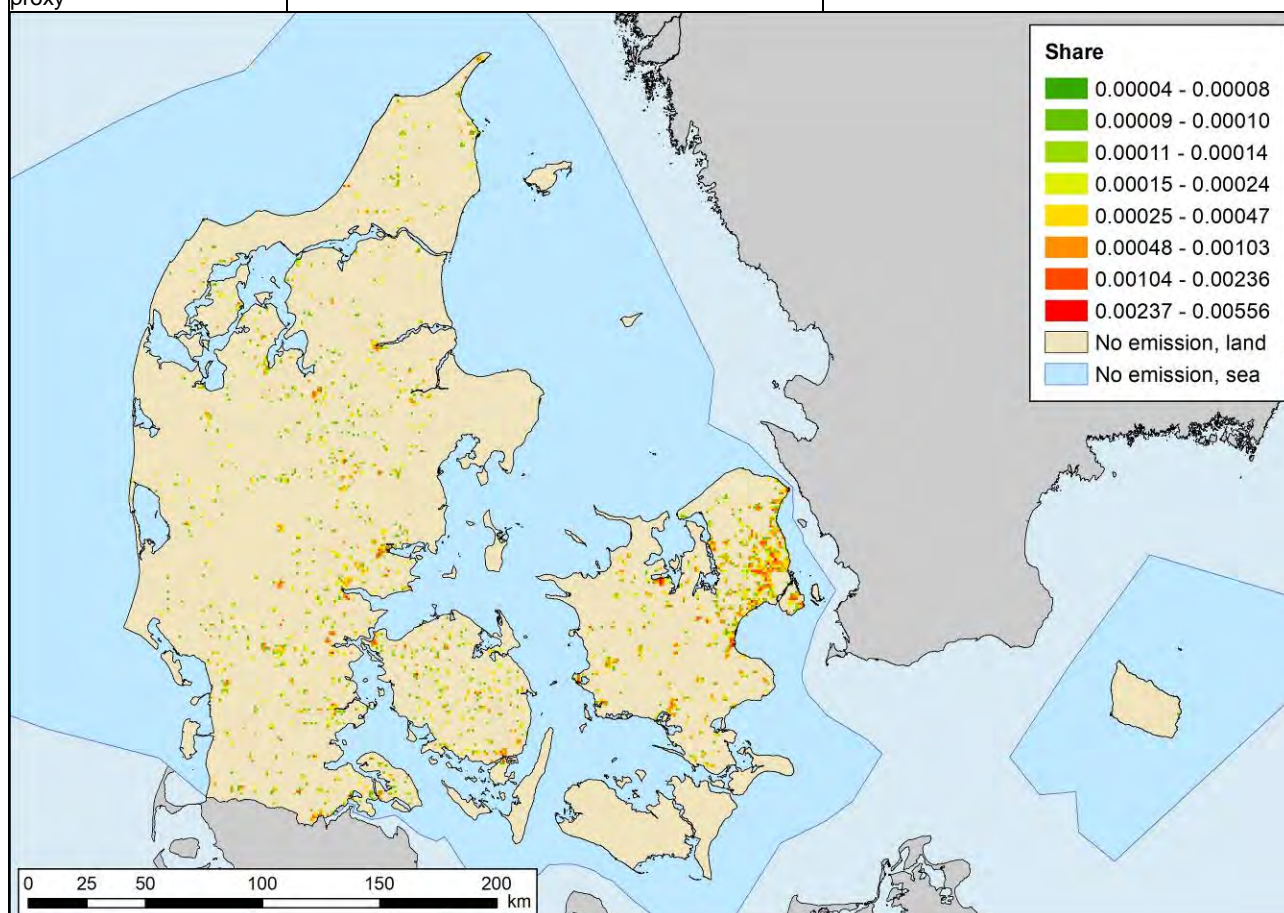 proxy
Share
0.00004 - 0.00008
0.00009 - 0.00010
0.00011 - 0.00014
0.00015 - 0.00024
0.00025 - 0.00047
0.00048 - 0.00103
0.00104 - 0.00236
0.00237 - 0.00556
No emission, land
No emission, sea
0 25 50 100 150 200
km